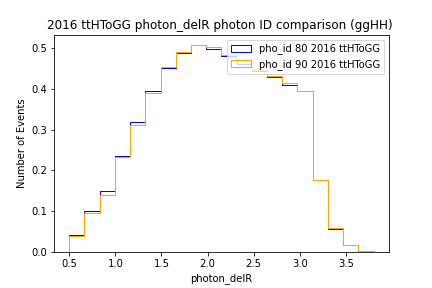 2016 ttHToGG photon_delR photon ID comparison (ggHH)
pho_id 80 2016 ttHToGG
pho_id 90 2016 ttHToGG
Number of Events
0.5
0.4
0.3
0.2
0.1
0.0
0.5 1.0 1.5 2.0 2.5 3.0 3.5
photon_delR